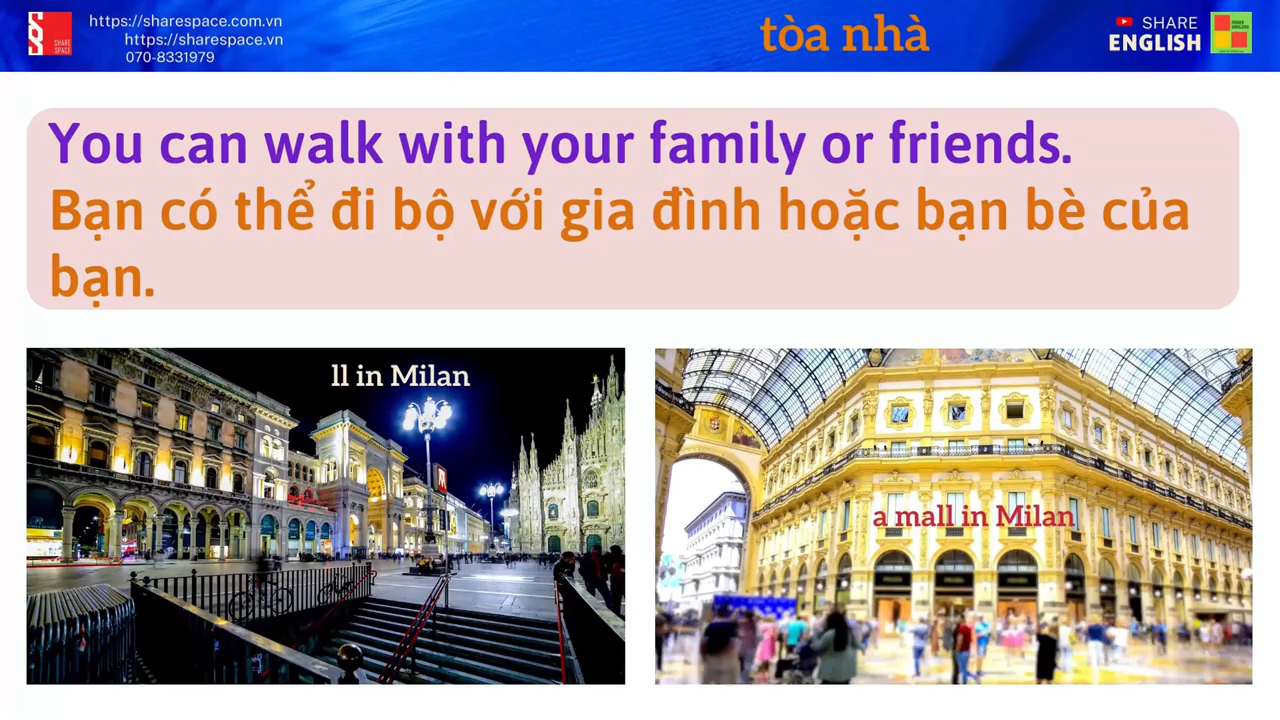 https://sharespace.com.vn
https://sharespace.vn
070-8331979
SHARE
SPACE
tòa nhà
SHARE
ENGLISH
You can walk with your family or friends.
Bạn có thể đi bộ với gia đình hoặc bạn bè của
bạn.
ll in Milan
a mall in Milan